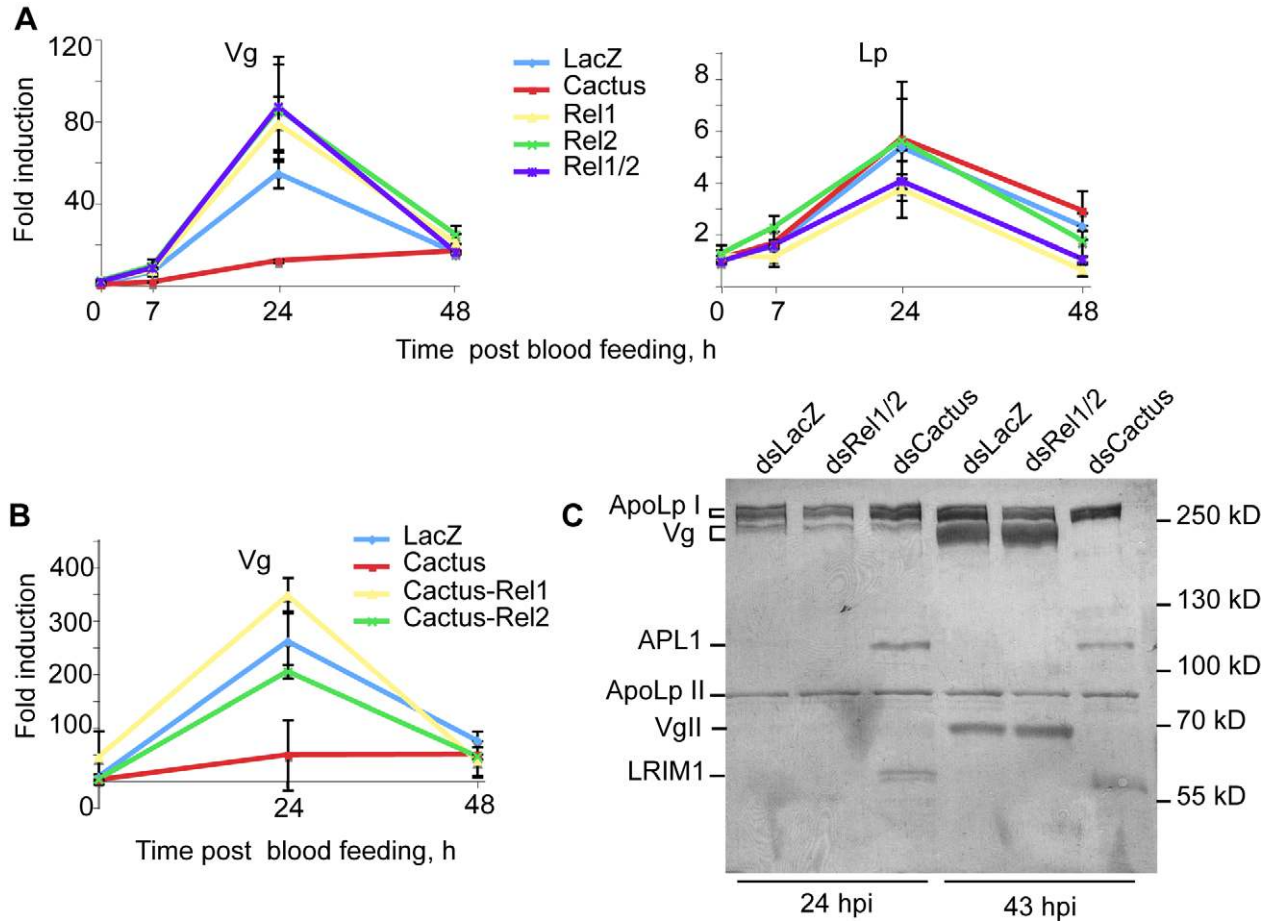 A
Vg
Fold induction
120
80
40
0
7
24
48
LacZ
Cactus
Rel1
Rel2
Rel1/2
Lp
8
6
4
2
0
7
24
48
Time post blood feeding, h
B
Vg
Fold induction
400
300
200
100
0
24
48
LacZ
Cactus
Cactus-Rel1
Cactus-Rel2
Time post blood feeding, h
C
dsLacZ
dsRel1/2
dsCactus
dsLacZ
dsRel1/2
dsCactus
ApoLp I
Vg
APL1
ApoLp II
VgII
LRIM1
250 kD
130 kD
100 kD
70 kD
55 kD
24 hpi
43 hpi